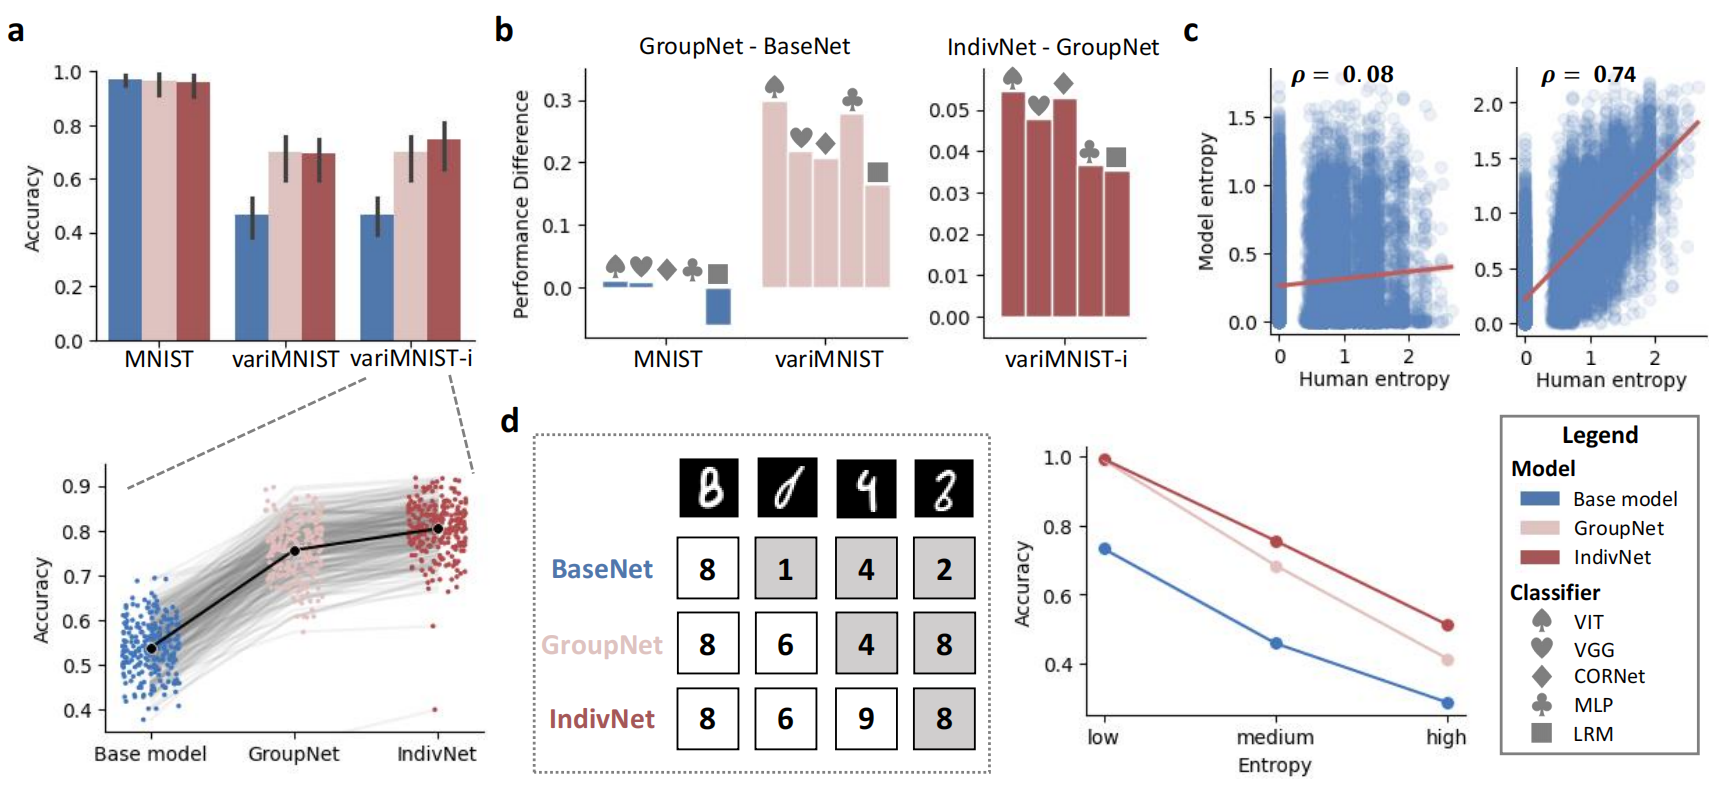 a
1.0
0.8
0.6
0.4
0.2
0.0
Accuracy
MNIST
variMNIST
variMNIST-i
0.9
0.8
0.7
0.6
0.5
0.4
Accuracy
Base model
GroupNet
IndivNet
b
GroupNet - BaseNet
0.3
0.2
0.1
0.0
Performance Difference
MNIST
variMNIST
IndivNet - GroupNet
0.05
0.04
0.03
0.02
0.01
0.00
variMNIST-i
c
ρ = 0.08
1.5
1.0
0.5
0.0
Model entropy
0 1 2
Human entropy
ρ = 0.74
2.0
1.5
1.0
0.5
0.0
0 1 2
Human entropy
d
BaseNet 8 1 4 2
GroupNet 8 6 4 8
IndivNet 8 6 9 8
1.0
0.8
0.6
0.4
Accuracy
low medium high
Entropy
Legend
Model
Base model
GroupNet
IndivNet
Classifier
VIT
VGG
CORNet
MLP
LRM